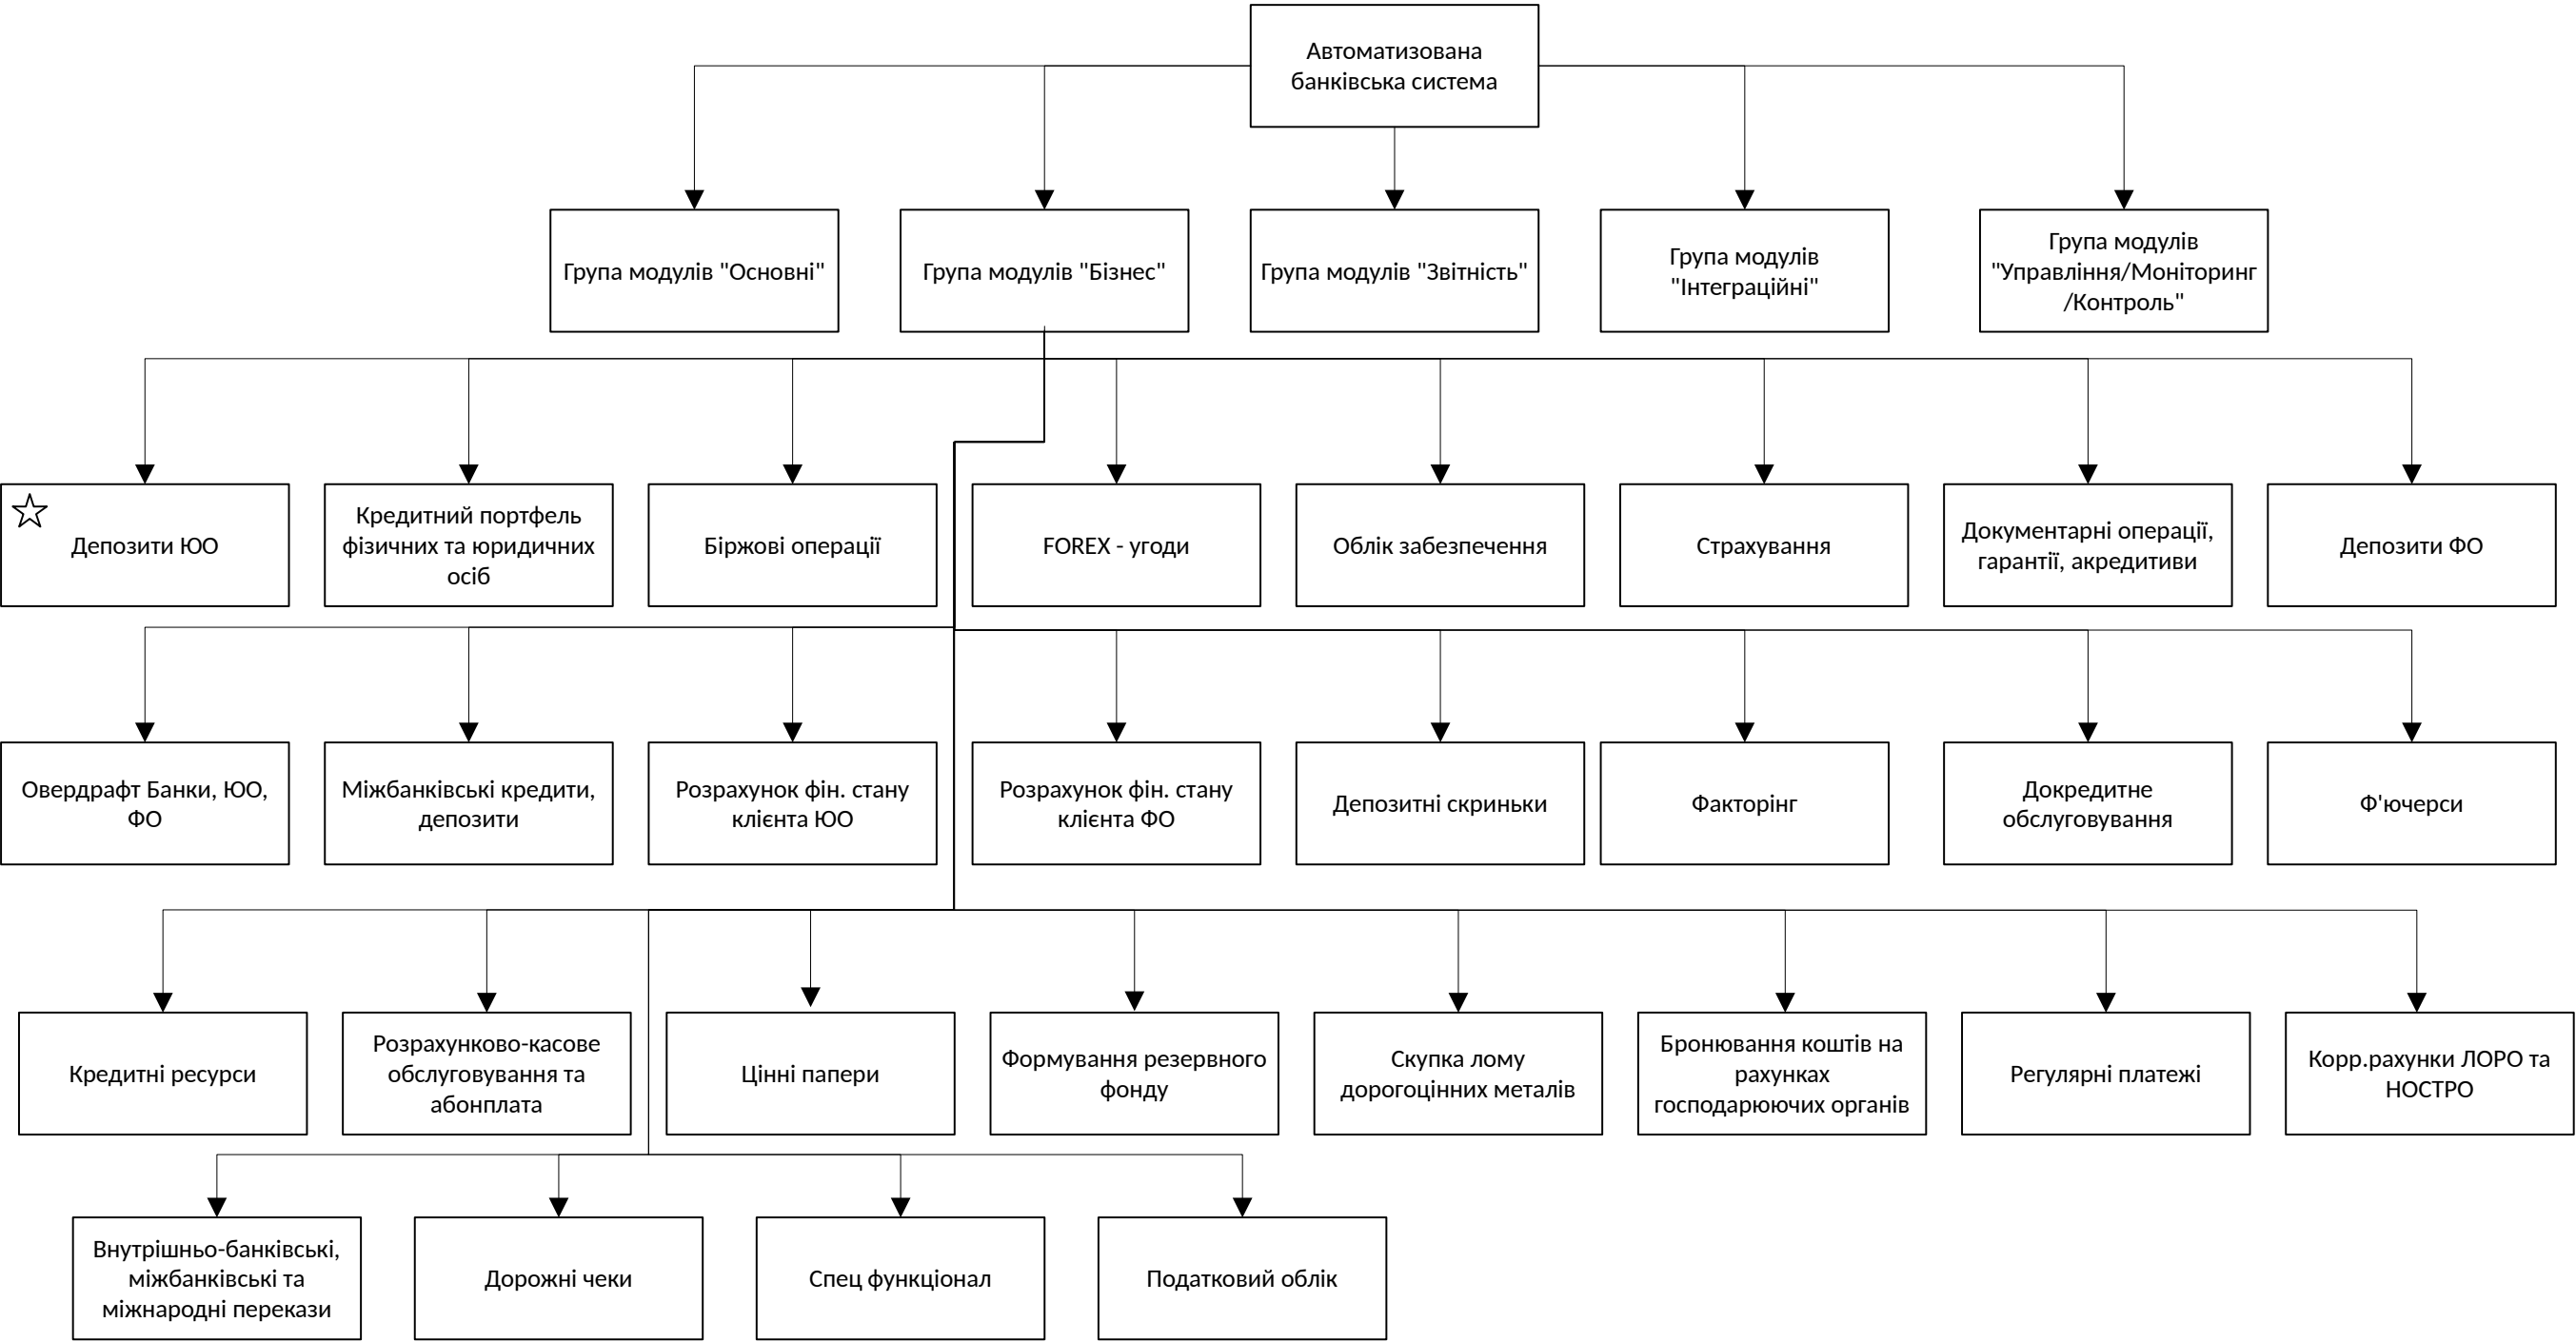 Автоматизована
банківська система
Група модулів "Основні"
Група модулів "Бізнес"
Група модулів "Звітність"
Група модулів
"Інтеграційні"
Група модулів
"Управління/Моніторинг
/Контроль"
Депозити ЮО
Кредитний портфель
фізичних та юридичних
осіб
Біржові операції
FOREX - угоди
Облік забезпечення
Страхування
Документарні операції,
гарантії, акредитиви
Депозити ФО
Овердрафт Банки, ЮО,
ФО
Міжбанківські кредити,
депозити
Розрахунок фін. стану
клієнта ЮО
Розрахунок фін. стану
клієнта ФО
Депозитні скриньки
Факторінг
Докредитне
обслуговування
Ф'ючерси
Кредитні ресурси
Розрахунково-касове
обслуговування та
абонплата
Цінні папери
Формування резервного
фонду
Скупка лому
дорогоцінних металів
Бронювання коштів на
рахунках
господарюючих органів
Регулярні платежі
Корр.рахунки ЛОРО та
НОСТРО
Внутрішньо-банківські,
міжбанківські та
міжнародні перекази
Дорожні чеки
Спец функціонал
Податковий облік